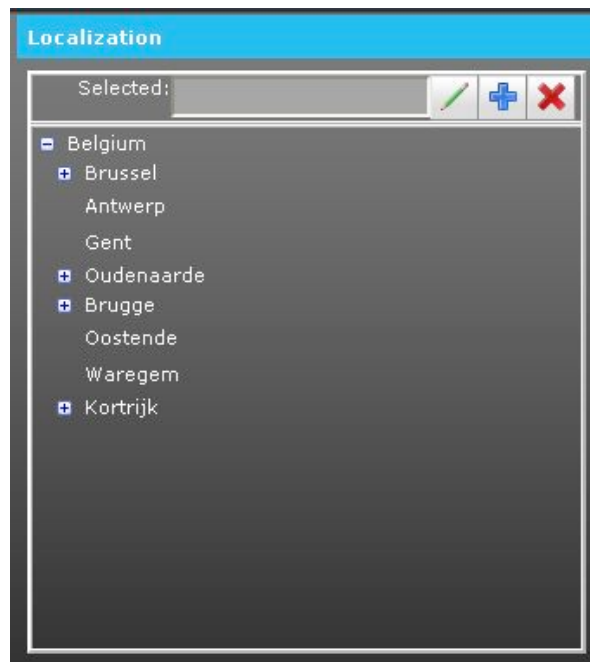 Localization
Selected:
Belgium
Brussel
Antwerp
Gent
Oudenaarde
Brugge
Oostende
Waregem
Kortrijk